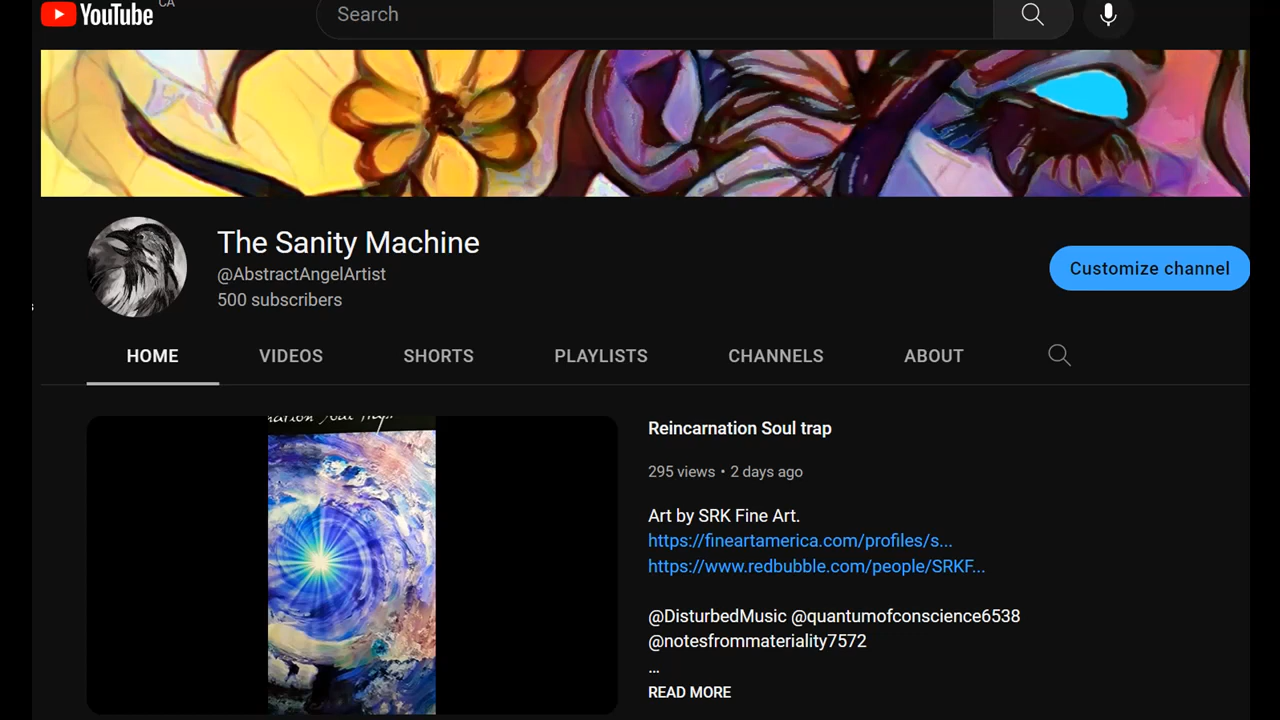 YouTube CA
Search
The Sanity Machine
@AbstractAngelArtist
500 subscribers
Customize channel
HOME VIDEOS SHORTS PLAYLISTS CHANNELS ABOUT
Reincarnation Soul trap
295 views • 2 days ago
Art by SRK Fine Art.
https://fineartamerica.com/profiles/s...
https://www.redbubble.com/people/SRKF...
@DisturbedMusic @quantumofconscience6538
@notesfrommateriality7572
...
READ MORE